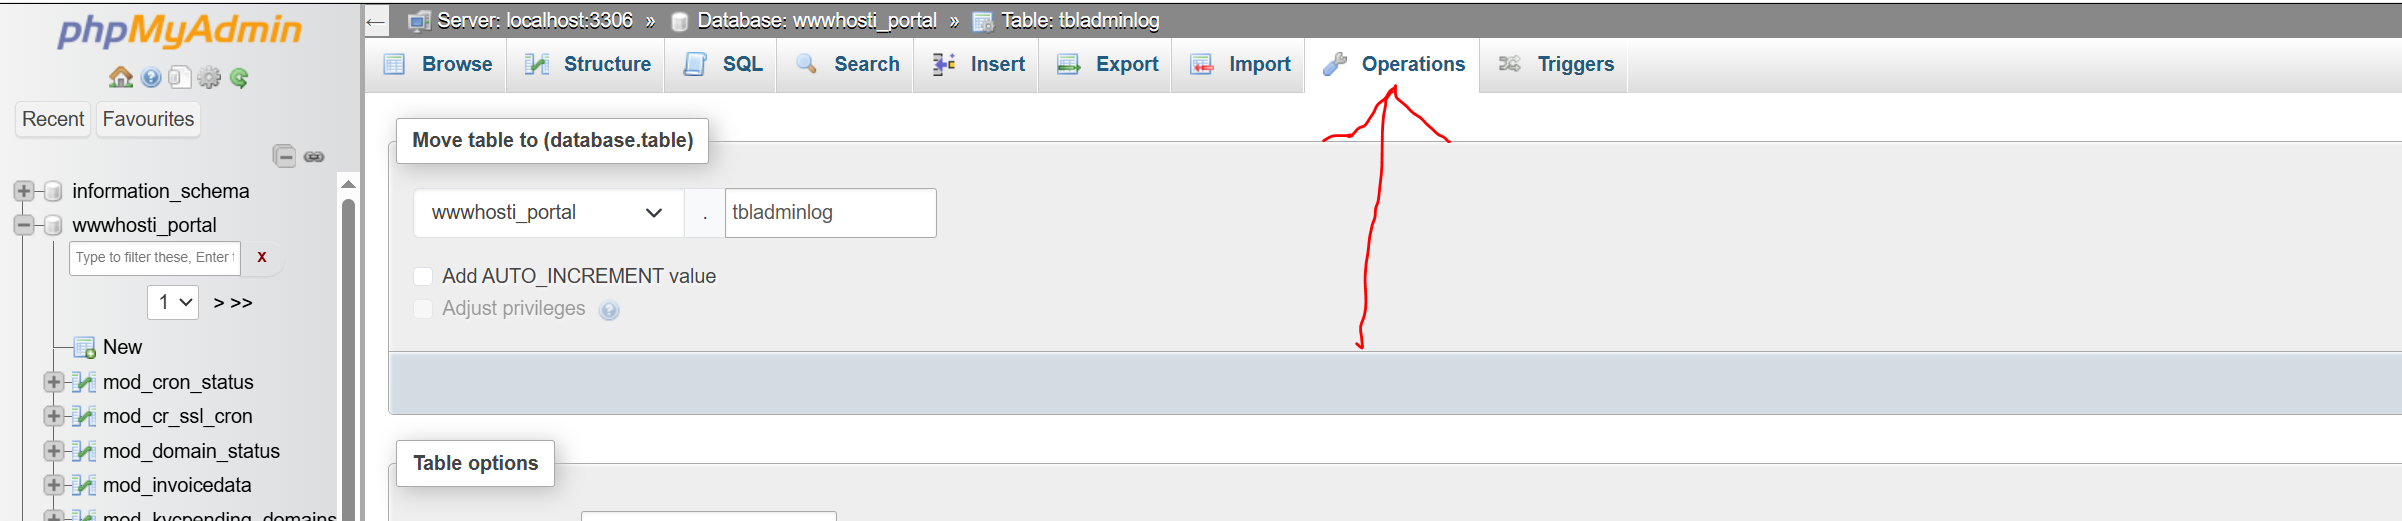 phpMyAdmin
Recent Favourites
information_schema
wwwhosti_portal
Type to filter these, Enter X
1 > >>
New
mod_cron_status
mod_cr_ssl_cron
mod_domain_status
mod_invoicedata
mod_kycpending_domains
← Server: localhost:3306 » Database: wwwhosti_portal » Table: tbladminlog
Browse Structure SQL Search Insert Export Import Operations Triggers
Move table to (database.table)
wwwhosti_portal . tbladminlog
Add AUTO_INCREMENT value
Adjust privileges
Table options